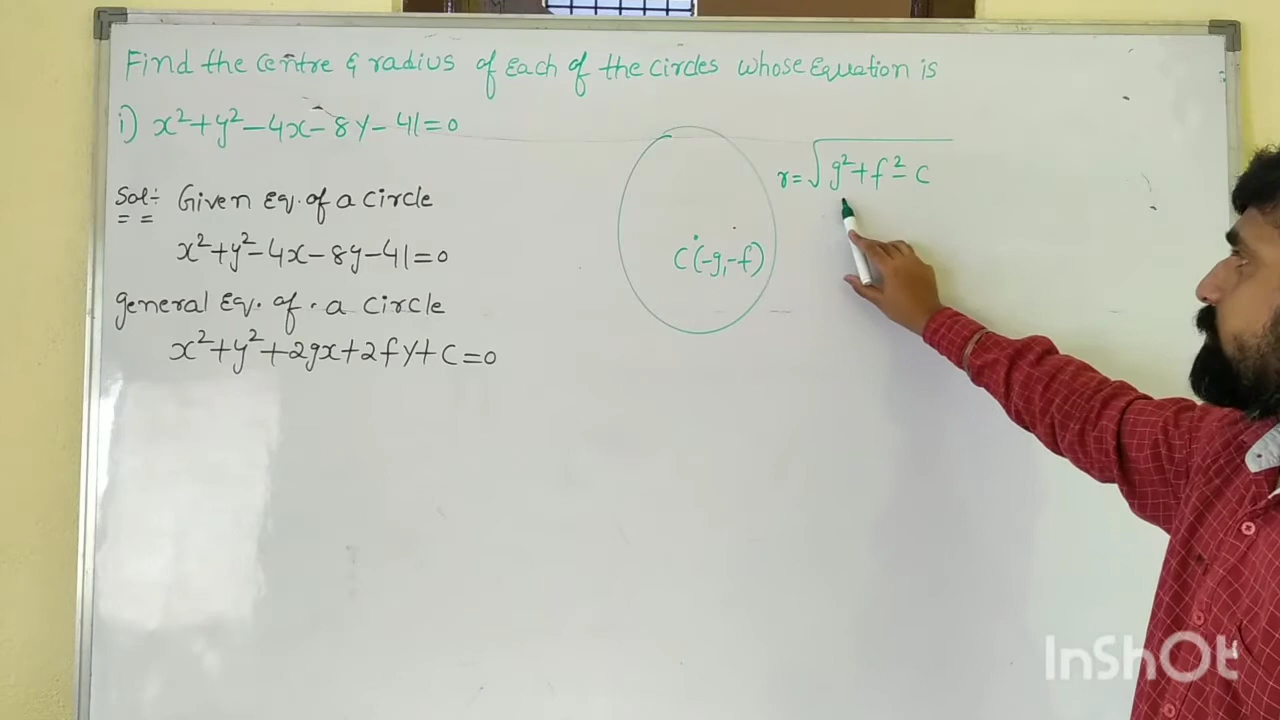 Find the centre & radius of each of the circles whose equation is
i) x²+y²-4x-8y-41=0
Sol:- Given Eq. of a circle
x²+y²-4x-8y-41=0
general Eq. of a circle
x²+y²+2gx+2fy+c=0
r=√g²+f²-c
C(-g,-f)
InShOt